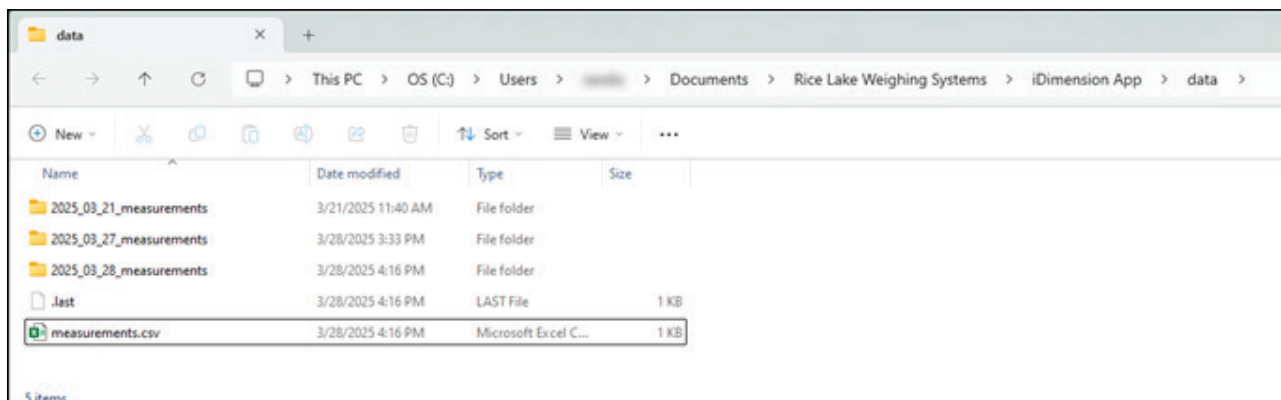 data
This PC > OS (C:) > Users > > Documents > Rice Lake Weighing Systems > iDimension App > data >
New Sort View ...
Name Date modified Type Size
2025_03_21_measurements 3/21/2025 11:40 AM File folder
2025_03_27_measurements 3/28/2025 3:33 PM File folder
2025_03_28_measurements 3/28/2025 4:16 PM File folder
.last 3/28/2025 4:16 PM LAST File 1 KB
measurements.csv 3/28/2025 4:16 PM Microsoft Excel C... 1 KB
5 items